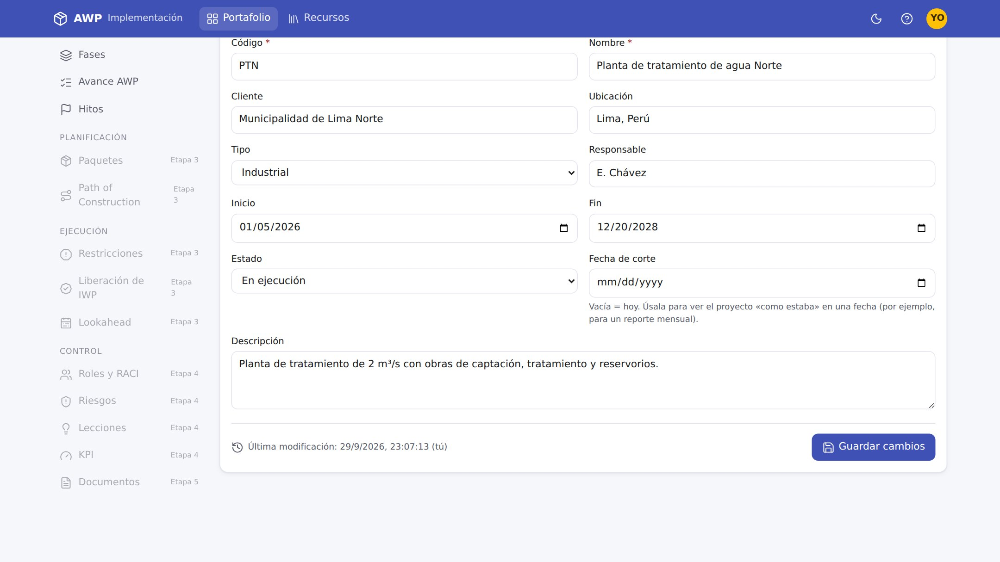 AWP Implementación
Portafolio
Recursos
YO
Fases
Avance AWP
Hitos
PLANIFICACIÓN
Paquetes
Etapa 3
Path of
Construction
Etapa
3
EJECUCIÓN
Restricciones
Etapa 3
Liberación de
IWP
Etapa
3
Lookahead
Etapa 3
CONTROL
Roles y RACI
Etapa 4
Riesgos
Etapa 4
Lecciones
Etapa 4
KPI
Etapa 4
Documentos
Etapa 5
Código *
PTN
Nombre *
Planta de tratamiento de agua Norte
Cliente
Municipalidad de Lima Norte
Ubicación
Lima, Perú
Tipo
Industrial
Responsable
E. Chávez
Inicio
01/05/2026
Fin
12/20/2028
Estado
En ejecución
Fecha de corte
mm/dd/yyyy
Vacía = hoy. Úsala para ver el proyecto «como estaba» en una fecha (por ejemplo,
para un reporte mensual).
Descripción
Planta de tratamiento de 2 m³/s con obras de captación, tratamiento y reservorios.
Última modificación: 29/9/2026, 23:07:13 (tú)
Guardar cambios